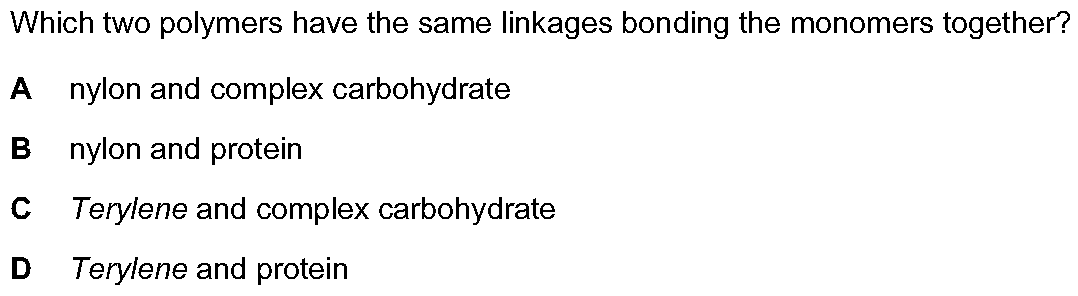 Which two polymers have the same linkages bonding the monomers together?
A nylon and complex carbohydrate
B nylon and protein
C Terylene and complex carbohydrate
D Terylene and protein